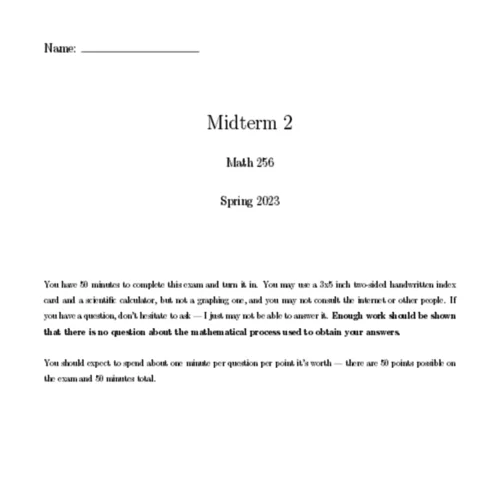 Name:
Midterm 2
Math 256
Spring 2023
You have 50 minutes to complete this exam and turn it in. You may use a 3x5 inch two-sided handwritten index
card and a scientific calculator, but not a graphing one, and you may not consult the internet or other people. If
you have a question, don't hesitate to ask — I just may not be able to answer it. Enough work should be shown
that there is no question about the mathematical process used to obtain your answers.
You should expect to spend about one minute per question per point it's worth — there are 50 points possible on
the exam and 50 minutes total.